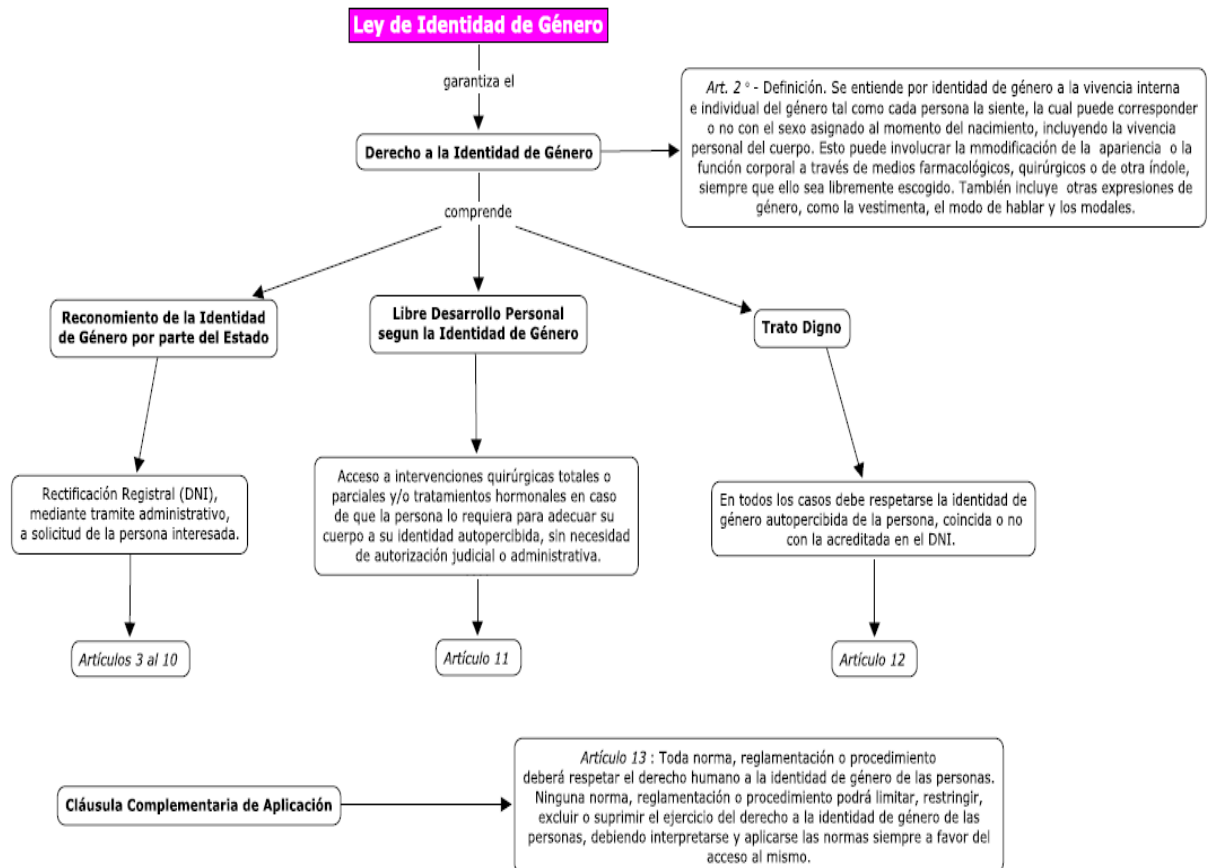 Ley de Identidad de Género
garantiza el
Art. 2 ° - Definición. Se entiende por identidad de género a la vivencia interna
e individual del género tal como cada persona la siente, la cual puede corresponder
o no con el sexo asignado al momento del nacimiento, incluyendo la vivencia
personal del cuerpo. Esto puede involucrar la mmodificación de la apariencia o la
función corporal a través de medios farmacológicos, quirúrgicos o de otra índole,
siempre que ello sea libremente escogido. También incluye otras expresiones de
género, como la vestimenta, el modo de hablar y los modales.
Derecho a la Identidad de Género
comprende
Reconomiento de la Identidad
de Género por parte del Estado
Libre Desarrollo Personal
segun la Identidad de Género
Trato Digno
Rectificación Registral (DNI),
mediante tramite administrativo,
a solicitud de la persona interesada.
Acceso a intervenciones quirúrgicas totales o
parciales y/o tratamientos hormonales en caso
de que la persona lo requiera para adecuar su
cuerpo a su identidad autopercibida, sin necesidad
de autorización judicial o administrativa.
En todos los casos debe respetarse la identidad de
género autopercibida de la persona, coincida o no
con la acreditada en el DNI.
Artículos 3 al 10
Artículo 11
Artículo 12
Cláusula Complementaria de Aplicación
Artículo 13 : Toda norma, reglamentación o procedimiento
deberá respetar el derecho humano a la identidad de género de las personas.
Ninguna norma, reglamentación o procedimiento podrá limitar, restringir,
excluir o suprimir el ejercicio del derecho a la identidad de género de las
personas, debiendo interpretarse y aplicarse las normas siempre a favor del
acceso al mismo.